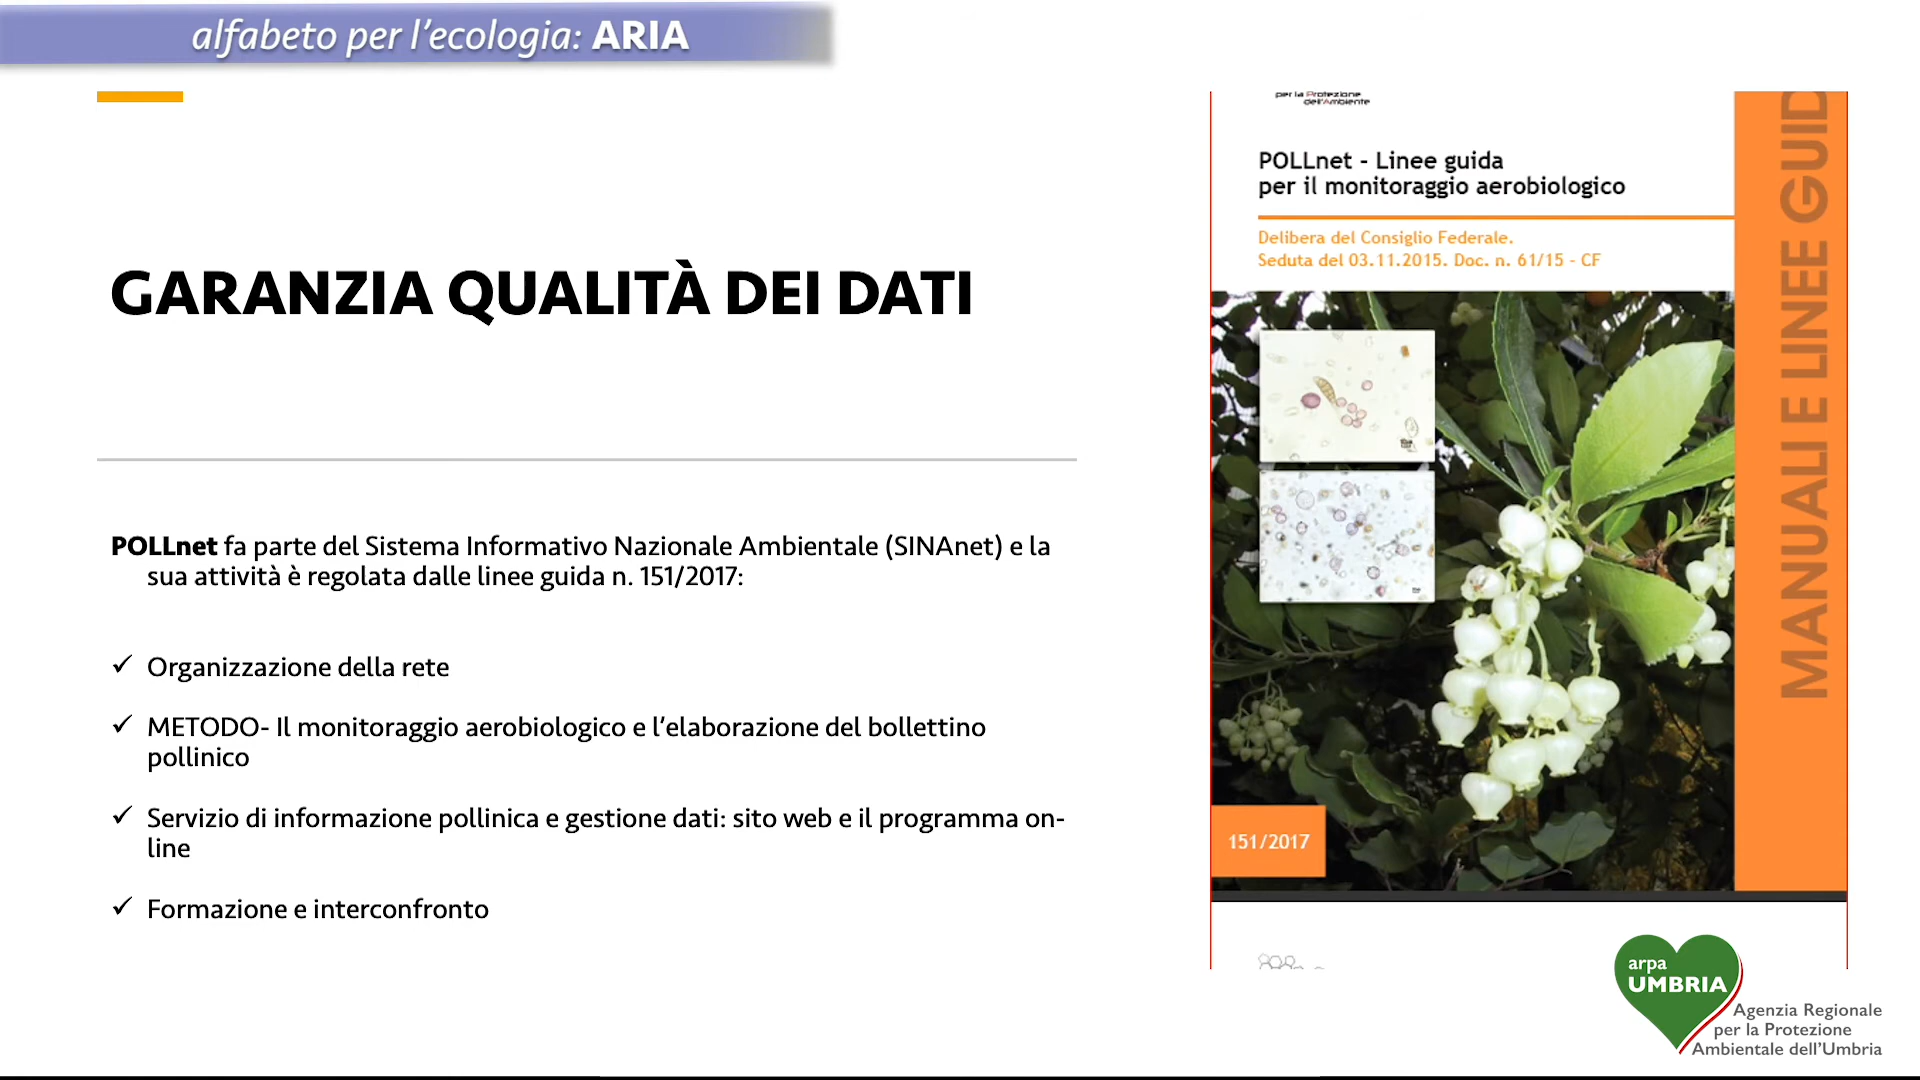 alfabeto per l'ecologia: ARIA
GARANZIA QUALITÀ DEI DATI
POLLnet fa parte del Sistema Informativo Nazionale Ambientale (SINAnet) e la
sua attività è regolata dalle linee guida n. 151/2017:
✓ Organizzazione della rete
✓ METODO- Il monitoraggio aerobiologico e l'elaborazione del bollettino
pollinico
✓ Servizio di informazione pollinica e gestione dati: sito web e il programma on-
line
✓ Formazione e interconfronto
per la Protezione
dell'Ambiente
POLLnet - Linee guida
per il monitoraggio aerobiologico
Delibera del Consiglio Federale.
Seduta del 03.11.2015. Doc. n. 61/15 - CF
MANUALI E LINEE GUID
151/2017
arpa
UMBRIA
Agenzia Regionale
per la Protezione
Ambientale dell'Umbria